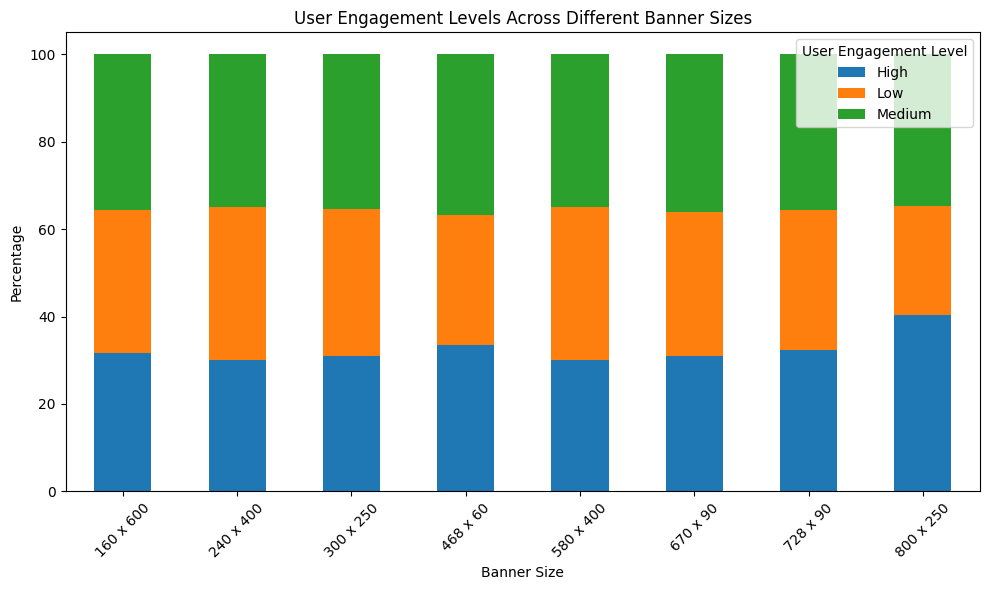 User Engagement Levels Across Different Banner Sizes
User Engagement Level
High
Low
Medium
Percentage
100
80
60
40
20
0
160 x 600
240 x 400
300 x 250
468 x 60
580 x 400
670 x 90
728 x 90
800 x 250
Banner Size